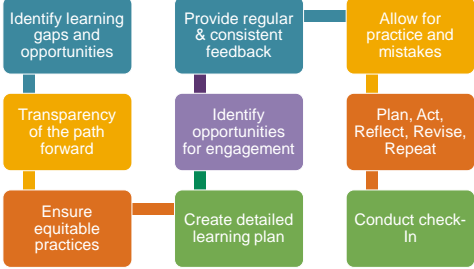 Identify learning
gaps and
opportunities
Transparency
of the path
forward
Ensure
equitable
practices
Create detailed
learning plan
Identify
opportunities
for engagement
Provide regular
& consistent
feedback
Allow for
practice and
mistakes
Plan, Act,
Reflect, Revise,
Repeat
Conduct check-
In